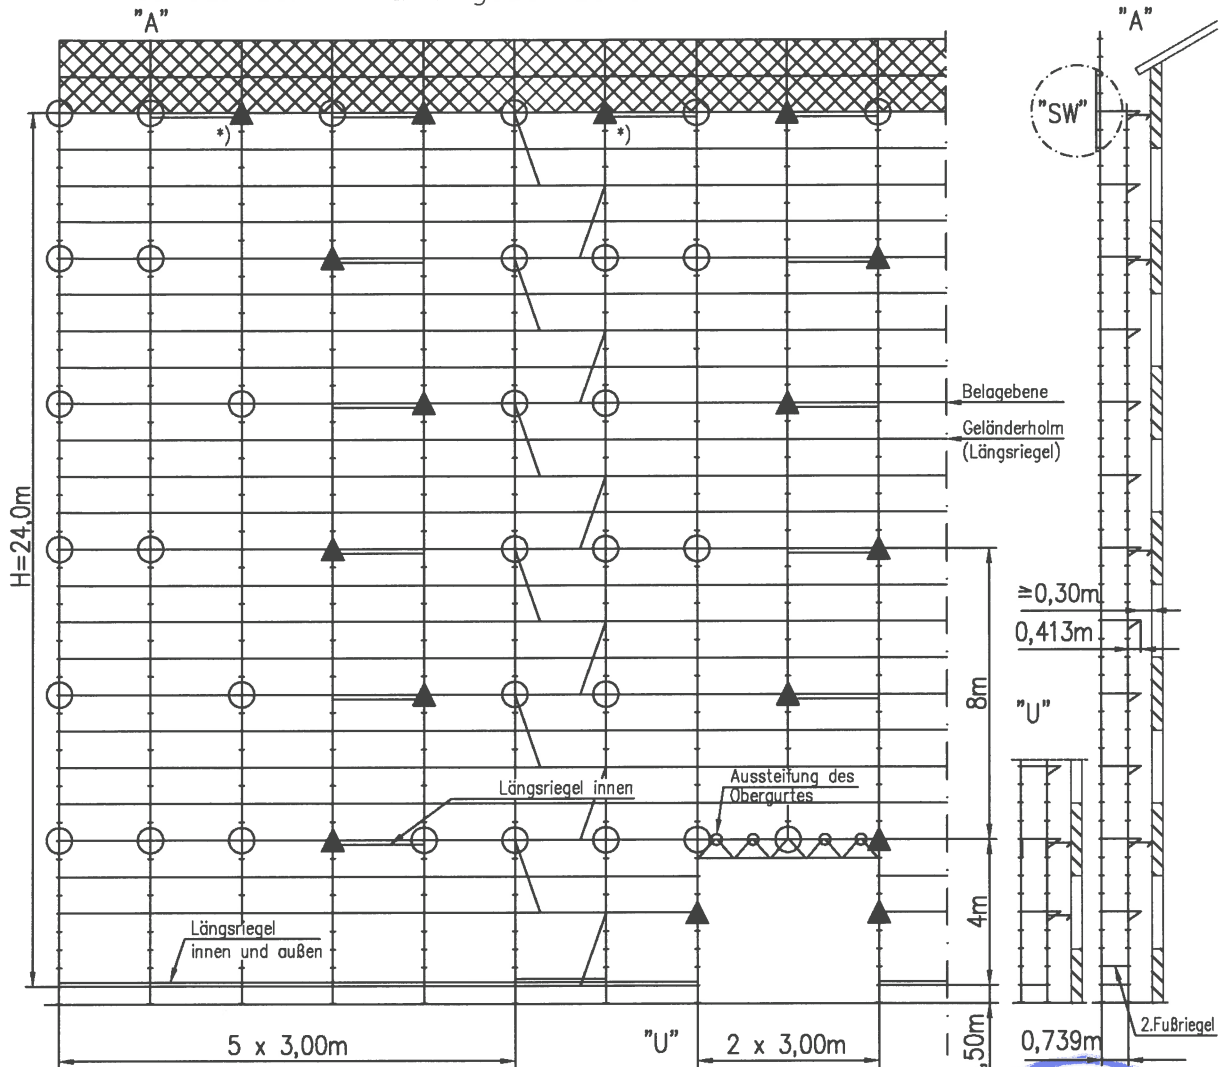 "A"
"A"
"SW"
*)
*)
Belagebene
Geländerholm
(Längsriegel)
H=24,0m
≥0,30m
0,413m
8m
"U"
Aussteifung des
Obergurtes
Längsriegel innen
4m
Längsriegel
innen und außen
2.Fußriegel
5 x 3,00m
"U"
2 x 3,00m
,50m
0,739m